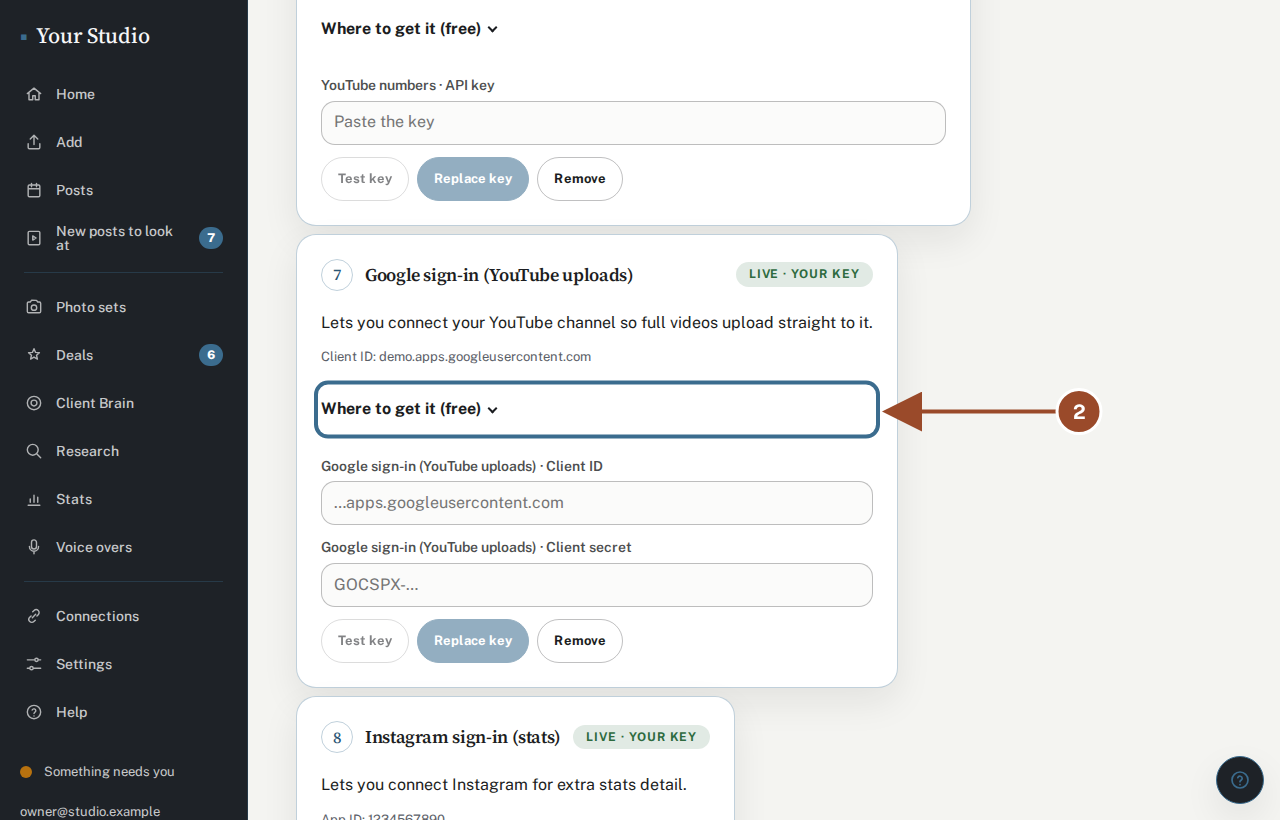 Your Studio
Home
Add
Posts
New posts to look at
7
Photo sets
Deals
6
Client Brain
Research
Stats
Voice overs
Connections
Settings
Help
Something needs you
owner@studio.example
Where to get it (free)
YouTube numbers · API key
Paste the key
Test key
Replace key
Remove
7
Google sign-in (YouTube uploads)
LIVE · YOUR KEY
Lets you connect your YouTube channel so full videos upload straight to it.
Client ID: demo.apps.googleusercontent.com
Where to get it (free)
2
Google sign-in (YouTube uploads) · Client ID
...apps.googleusercontent.com
Google sign-in (YouTube uploads) · Client secret
GOCSPX-...
Test key
Replace key
Remove
8
Instagram sign-in (stats)
LIVE · YOUR KEY
Lets you connect Instagram for extra stats detail.
App ID: 1234567890